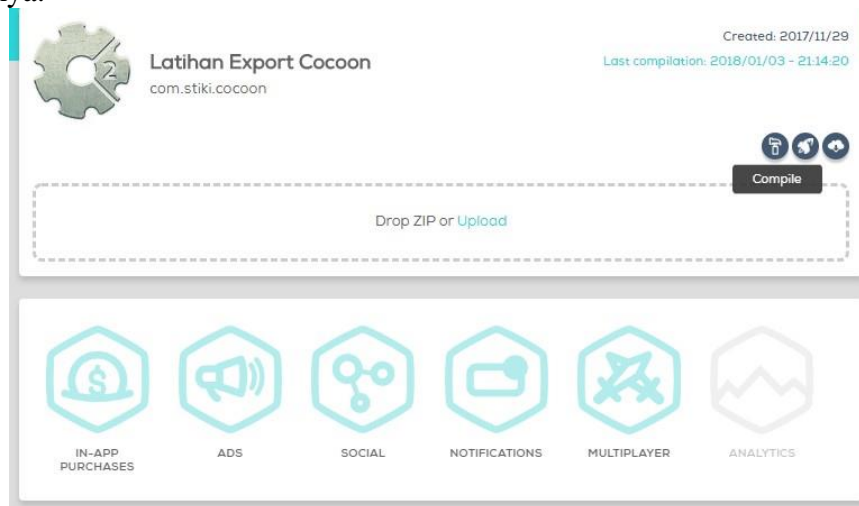 Created: 2017/11/29
Latihan Export Cocoon
Last compilation: 2018/01/03 - 21:14:20
com.stiki.cocoon
2
Compile
Drop ZIP or Upload
IN-APP
PURCHASES
ADS
SOCIAL
NOTIFICATIONS
MULTIPLAYER
ANALYTICS